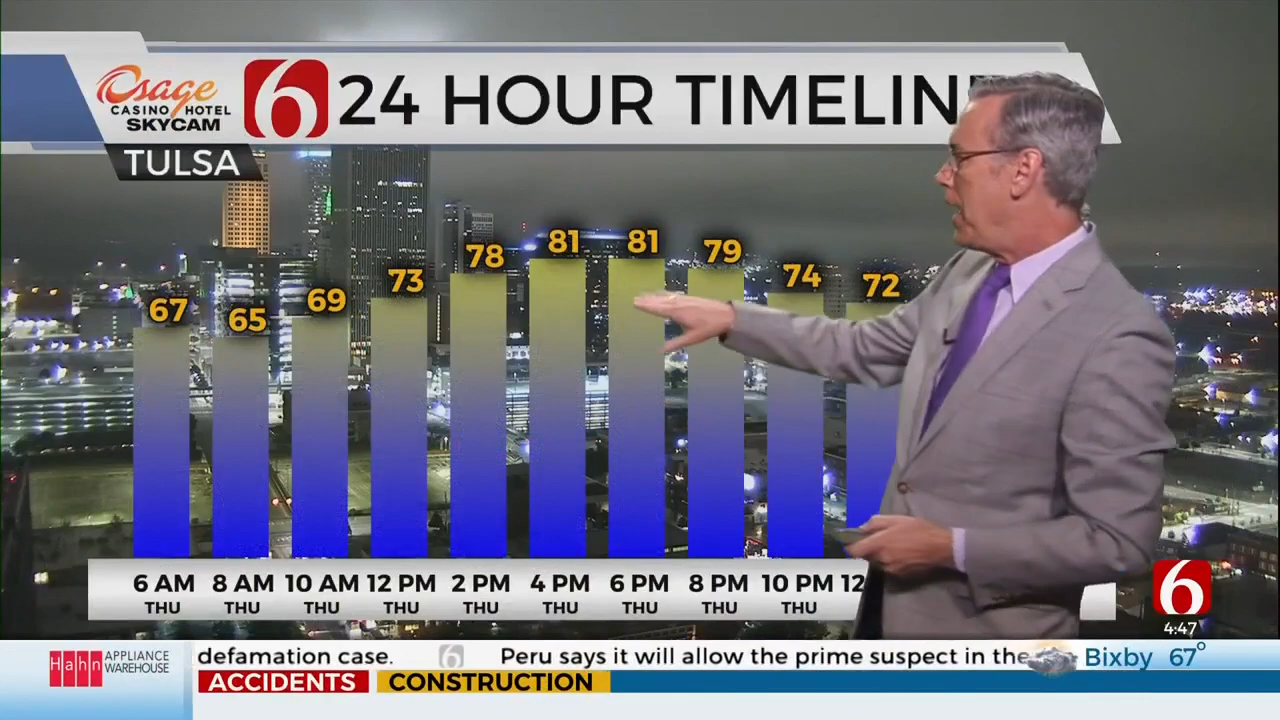 Osage
CASINO HOTEL
SKYCAM
6
24 HOUR TIMELIN
TULSA
67 65 69 73 78 81 81 79 74 72
6 AM 8 AM 10 AM 12 PM 2 PM 4 PM 6 PM 8 PM 10 PM 12
THU THU THU THU THU THU THU THU THU
6
4:47
Hahn APPLIANCE
WAREHOUSE
defamation case. 6 Peru says it will allow the prime suspect in the
Bixby 67°
ACCIDENTS CONSTRUCTION